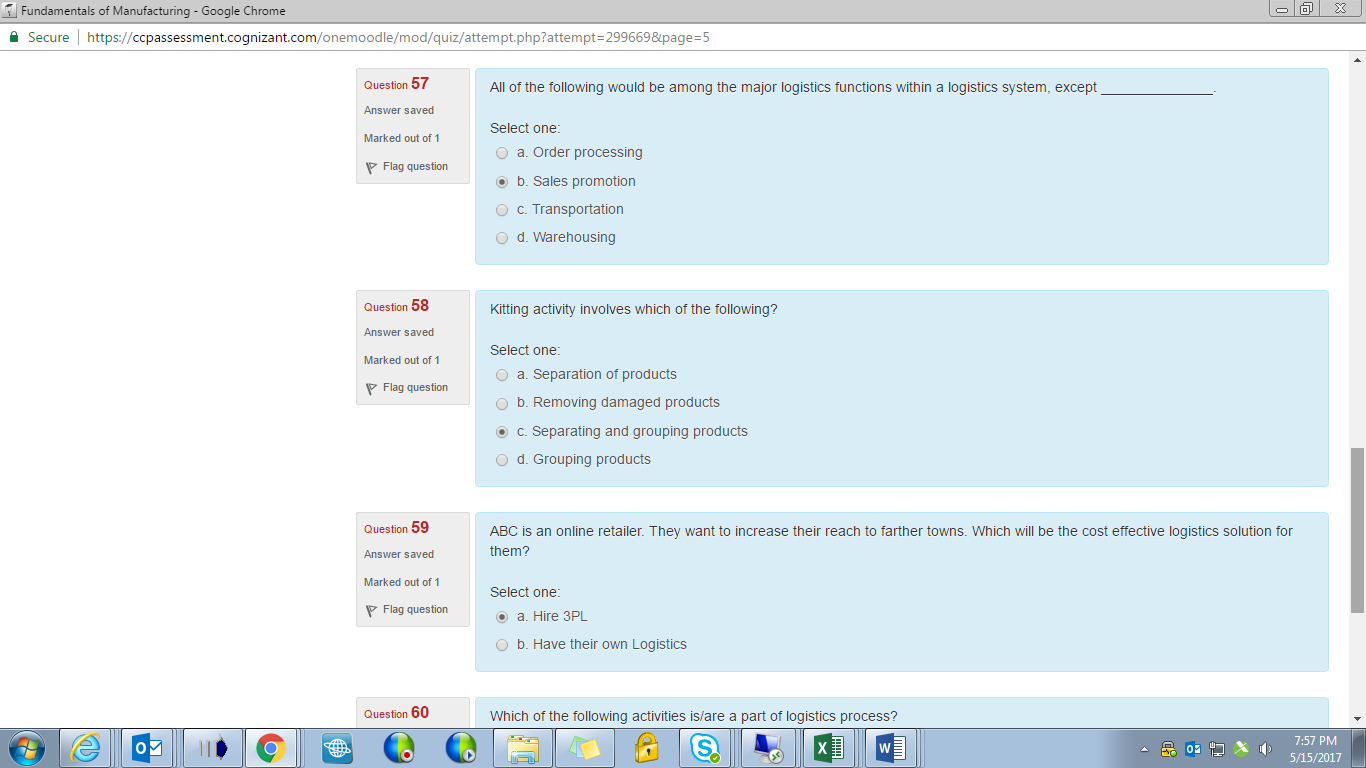 Fundamentals of Manufacturing - Google Chrome
Secure https://ccpassessment.cognizant.com/onemoodle/mod/quiz/attempt.php?attempt=299669&page=5
Question 57
Answer saved
Marked out of 1
Flag question
All of the following would be among the major logistics functions within a logistics system, except _______________.
Select one:
a. Order processing
b. Sales promotion
c. Transportation
d. Warehousing
Question 58
Answer saved
Marked out of 1
Flag question
Kitting activity involves which of the following?
Select one:
a. Separation of products
b. Removing damaged products
c. Separating and grouping products
d. Grouping products
Question 59
Answer saved
Marked out of 1
Flag question
ABC is an online retailer. They want to increase their reach to farther towns. Which will be the cost effective logistics solution for
them?
Select one:
a. Hire 3PL
b. Have their own Logistics
Question 60
Which of the following activities is/are a part of logistics process?
7:57 PM
5/15/2017